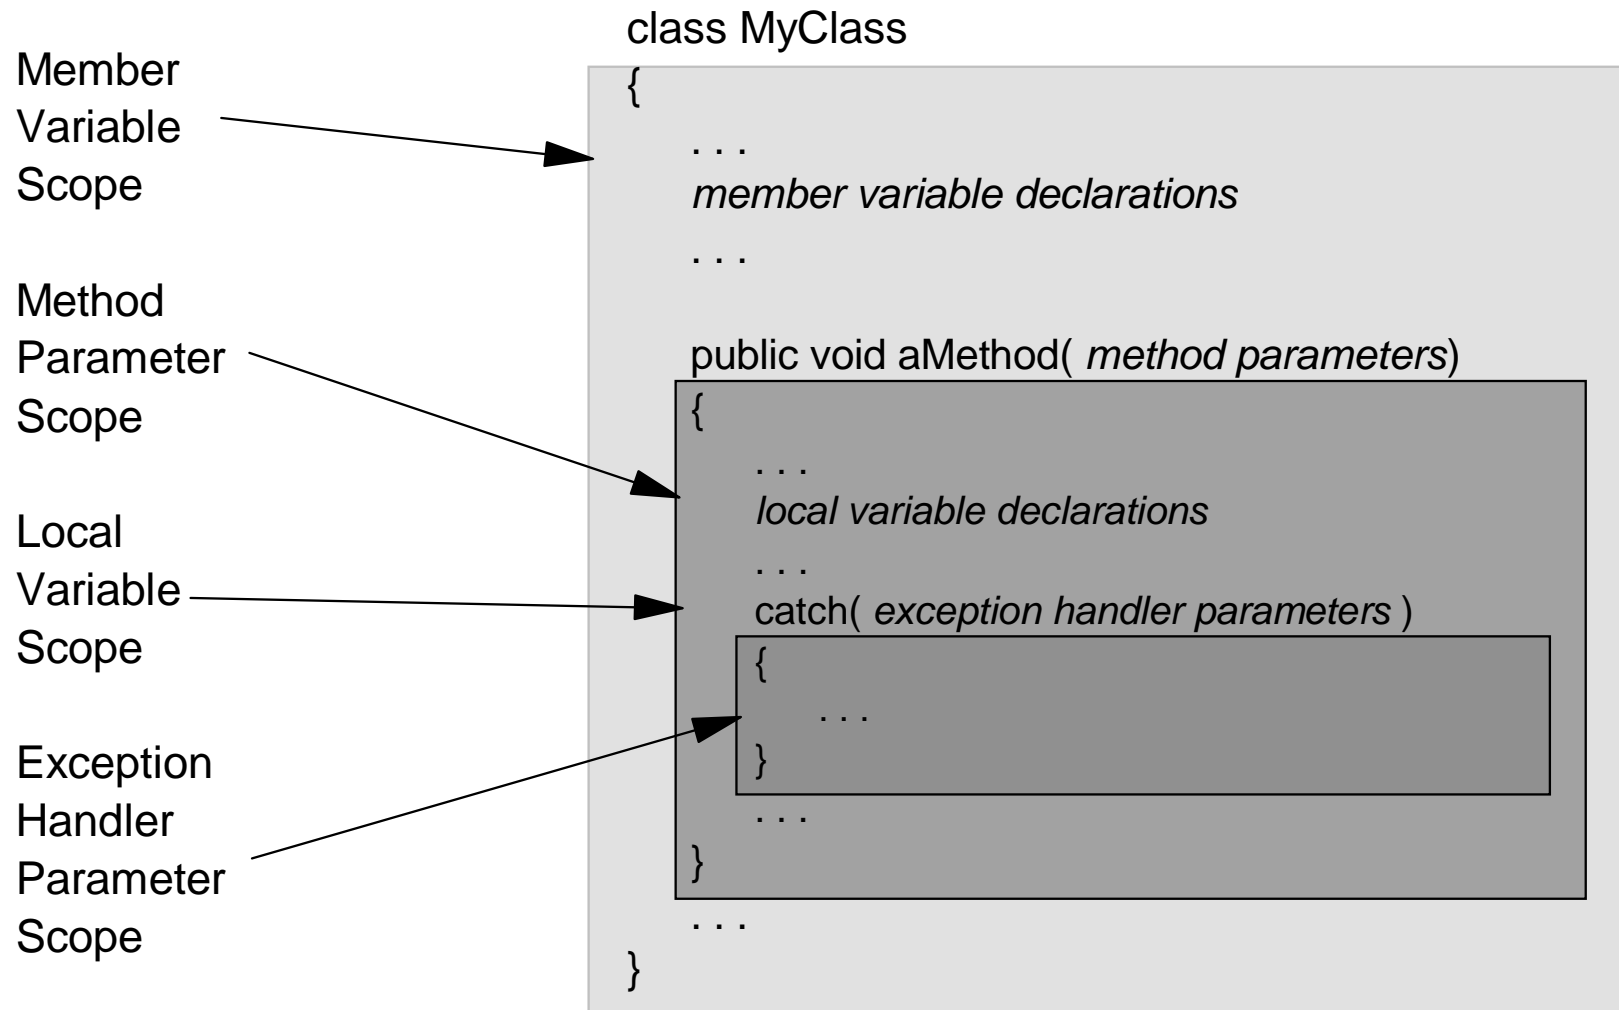 Member
Variable
Scope
Method
Parameter
Scope
Local
Variable
Scope
Exception
Handler
Parameter
Scope
class MyClass
{
. . .
member variable declarations
. . .
public void aMethod( method parameters)
{
. . .
local variable declarations
. . .
catch( exception handler parameters )
{
. . .
}
. . .
}
. . .
}